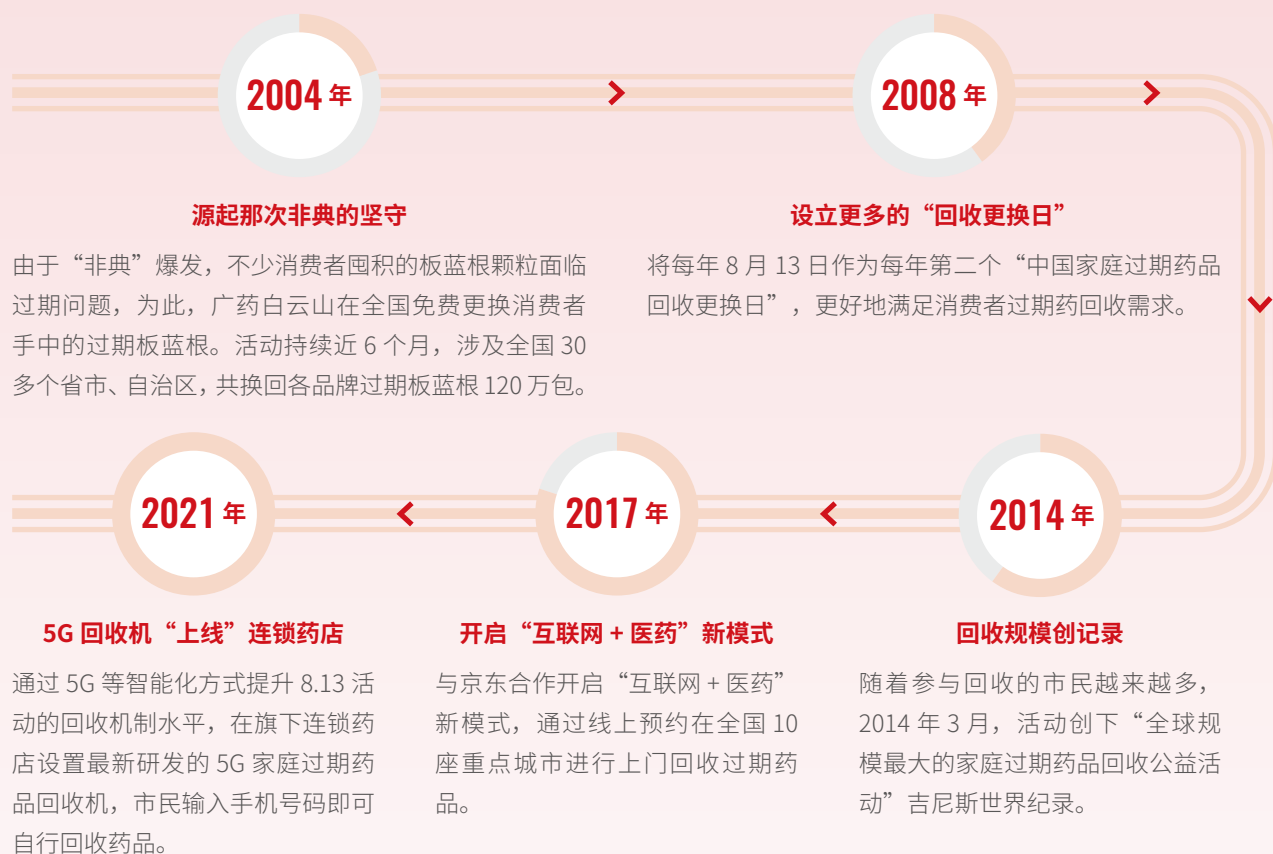 2004 年
源起那次非典的坚守
由于“非典”爆发，不少消费者囤积的板蓝根颗粒面临
过期问题，为此，广药白云山在全国免费更换消费者
手中的过期板蓝根。活动持续近 6 个月，涉及全国 30
多个省市、自治区，共换回各品牌过期板蓝根 120 万包。
2008 年
设立更多的“回收更换日”
将每年 8 月 13 日作为每年第二个“中国家庭过期药品
回收更换日”，更好地满足消费者过期药回收需求。
2014 年
回收规模创记录
随着参与回收的市民越来越多，
2014 年 3 月，活动创下“全球规
模最大的家庭过期药品回收公益活
动”吉尼斯世界纪录。
2017 年
开启“互联网 + 医药”新模式
与京东合作开启“互联网 + 医药”
新模式，通过线上预约在全国 10
座重点城市进行上门回收过期药
品。
2021 年
5G 回收机“上线”连锁药店
通过 5G 等智能化方式提升 8.13 活
动的回收机制水平，在旗下连锁药
店设置最新研发的 5G 家庭过期药
品回收机，市民输入手机号码即可
自行回收药品。